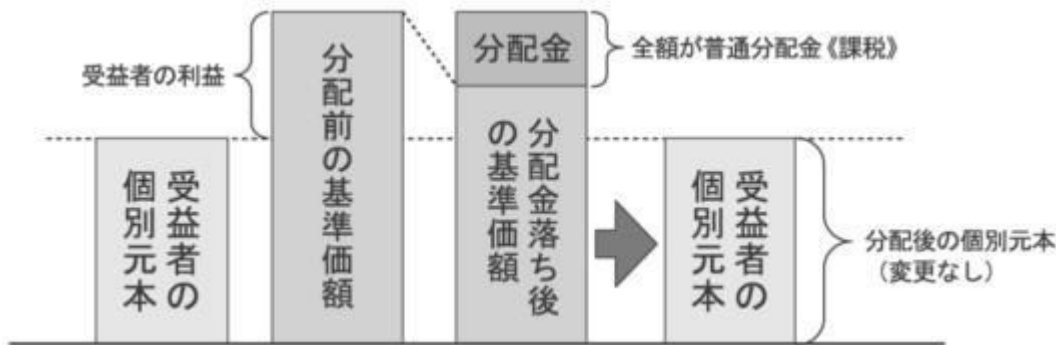 受益者の利益
受益者の
個別元本
分配前の基準価額
分配金
全額が普通分配金《課税》
分配金落ち後
の基準価額
受益者の
個別元本
分配後の個別元本
（変更なし）